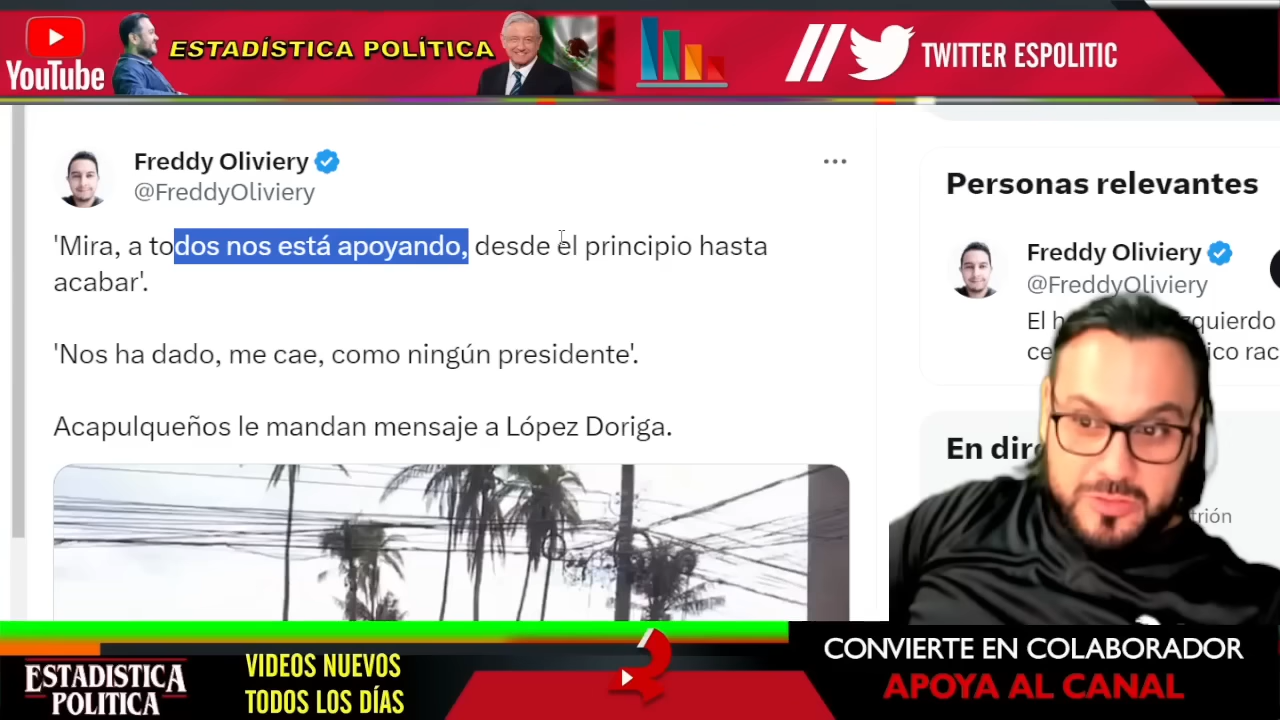 YouTube
ESTADÍSTICA POLÍTICA
TWITTER ESPOLITIC
Freddy Oliviery
@FreddyOliviery
'Mira, a todos nos está apoyando, desde el principio hasta
acabar'.
'Nos ha dado, me cae, como ningún presidente'.
Acapulqueños le mandan mensaje a López Doriga.
Personas relevantes
Freddy Oliviery
@FreddyOliviery
El
En
CONVIERTE EN COLABORADOR
APOYA AL CANAL
ESTADISTICA
POLÍTICA
VIDEOS NUEVOS
TODOS LOS DÍAS